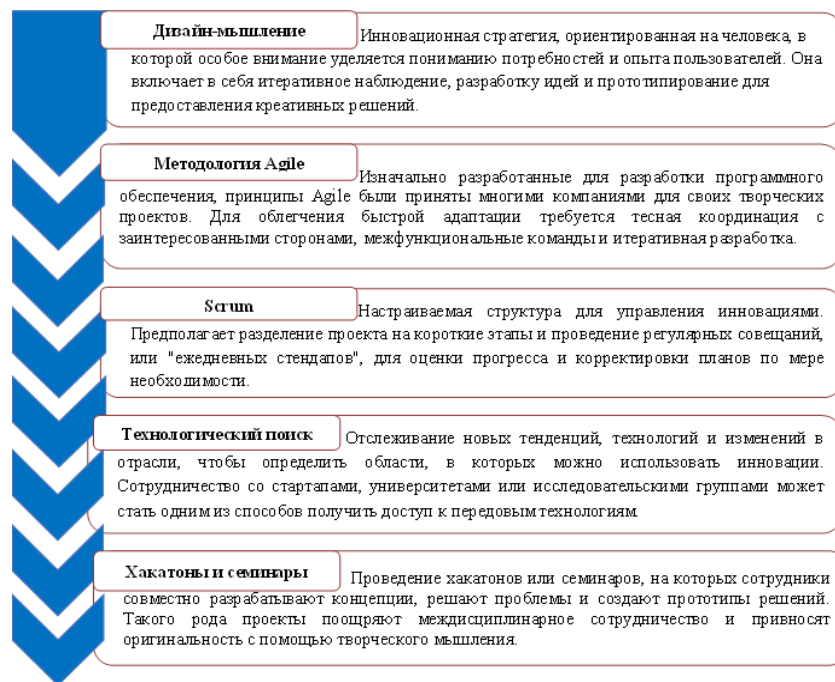 Дизайн-мышление
Инновационная стратегия, ориентированная на человека, в
которой особое внимание уделяется пониманию потребностей и опыта пользователей. Она
включает в себя итеративное наблюдение, разработку идей и прототипирование для
предоставления креативных решений.
Методология Agile
Изначально разработанные для разработки программного
обеспечения, принципы Agile были приняты многими компаниями для своих творческих
проектов. Для облегчения быстрой адаптации требуется тесная координация с
заинтересованными сторонами, межфункциональные команды и итеративная разработка.
Scrum
Настраиваемая структура для управления инновациями.
Предполагает разделение проекта на короткие этапы и проведение регулярных совещаний,
или "ежедневных стендапов", для оценки прогресса и корректировки планов по мере
необходимости.
Технологический поиск
Отслеживание новых тенденций, технологий и изменений в
отрасли, чтобы определить области, в которых можно использовать инновации.
Сотрудничество со стартапами, университетами или исследовательскими группами может
стать одним из способов получить доступ к передовым технологиям.
Хакатоны и семинары
Проведение хакатонов или семинаров, на которых сотрудники
совместно разрабатывают концепции, решают проблемы и создают прототипы решений.
Такого рода проекты поощряют междисциплинарное сотрудничество и привносят
оригинальность с помощью творческого мышления.